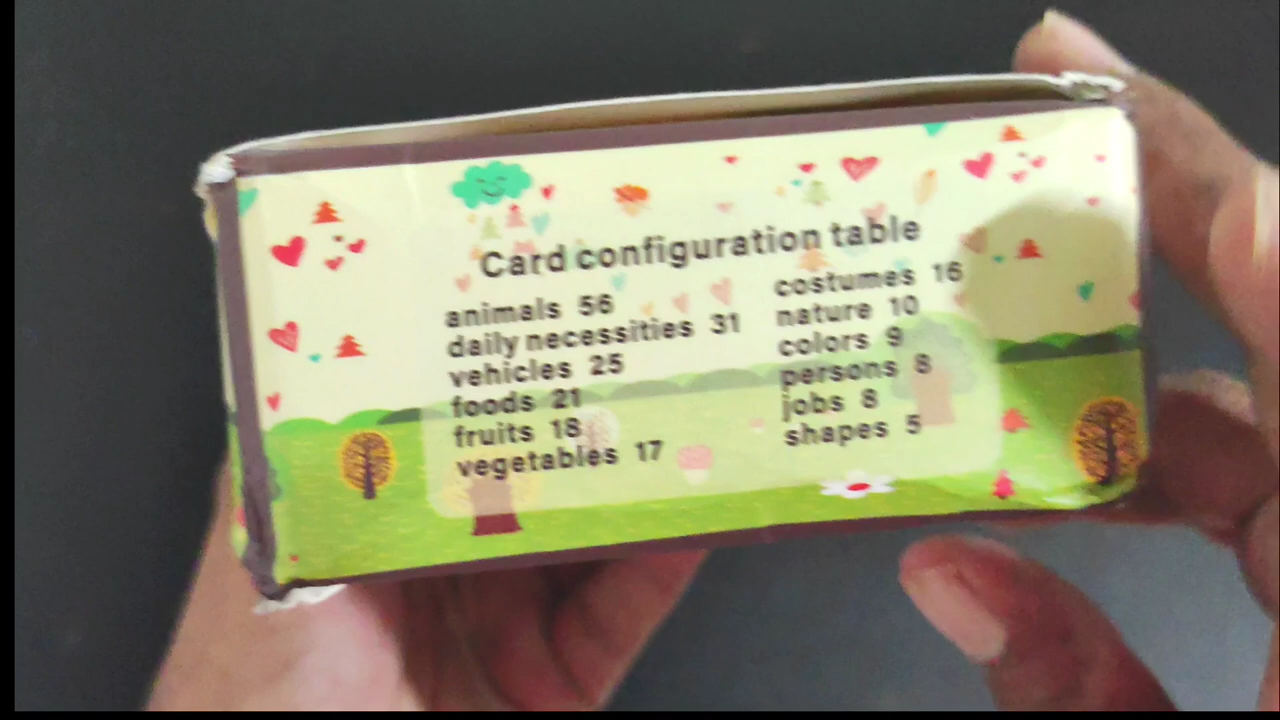 Card configuration table
animals 56
daily necessities 31
vehicles 25
foods 21
fruits 18
vegetables 17
costumes 16
nature 10
colors 9
persons 8
jobs 8
shapes 5